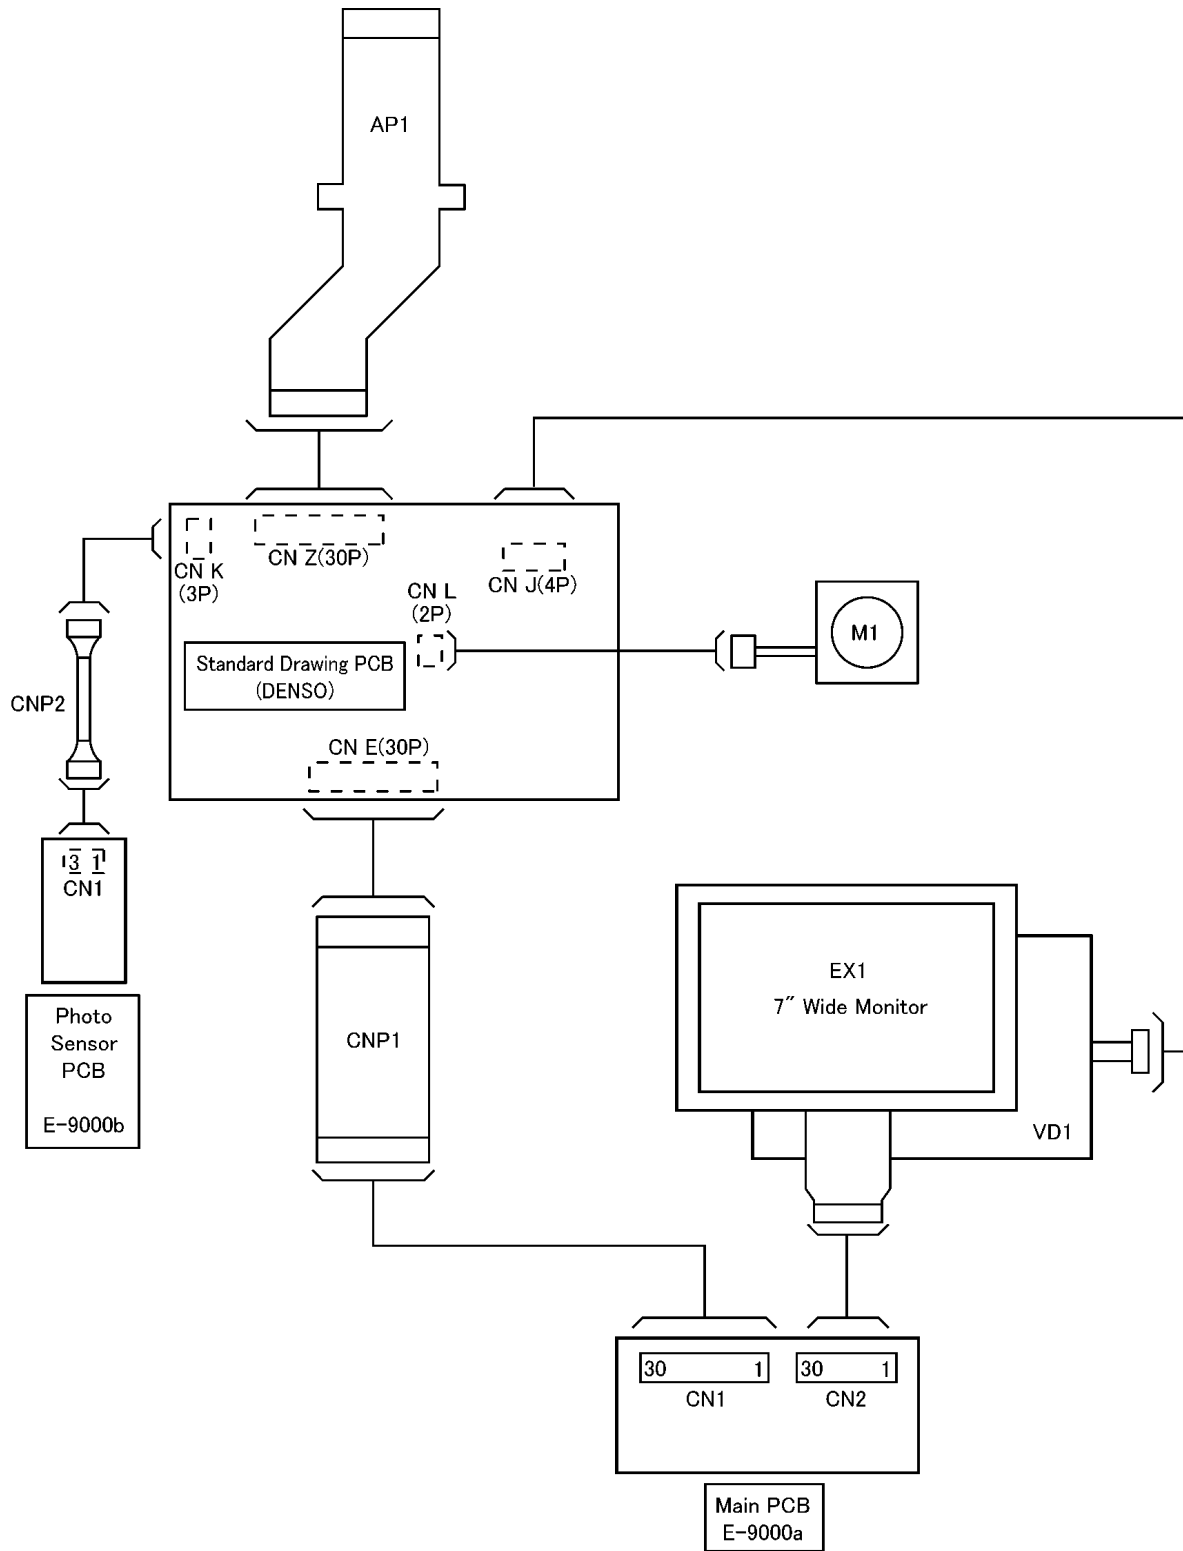 AP1
CN Z(30P)
CN K
(3P)
CN J(4P)
CN L
(2P)
M1
Standard Drawing PCB
(DENSO)
CNP2
CN E(30P)
3 1
CN1
EX1
7″ Wide Monitor
Photo
Sensor
PCB
E-9000b
CNP1
VD1
30 1
CN1
30 1
CN2
Main PCB
E-9000a